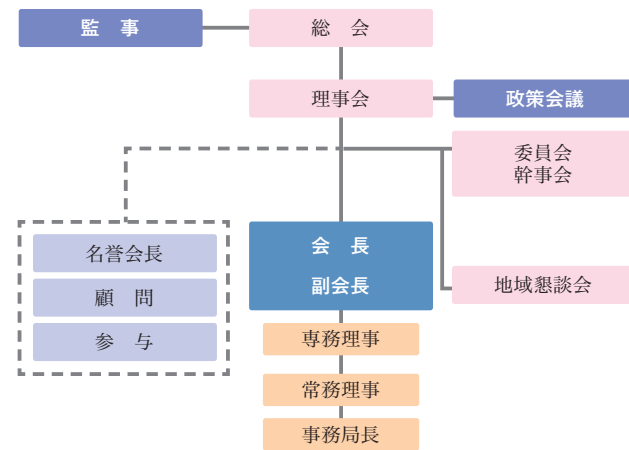 監　事
総　会
理事会
政策会議
委員会
幹事会
会　長
副会長
名誉会長
顧　問
参　与
地域懇談会
専務理事
常務理事
事務局長